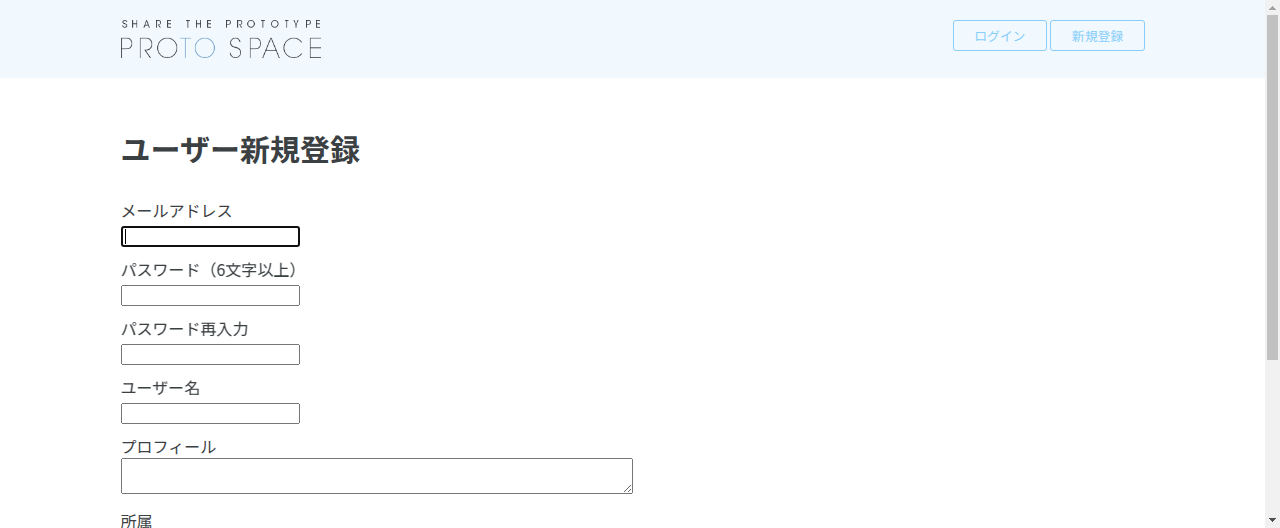 SHARE THE PROTOTYPE
PROTO SPACE
ログイン
新規登録
ユーザー新規登録
メールアドレス
パスワード（6文字以上）
パスワード再入力
ユーザー名
プロフィール
所属